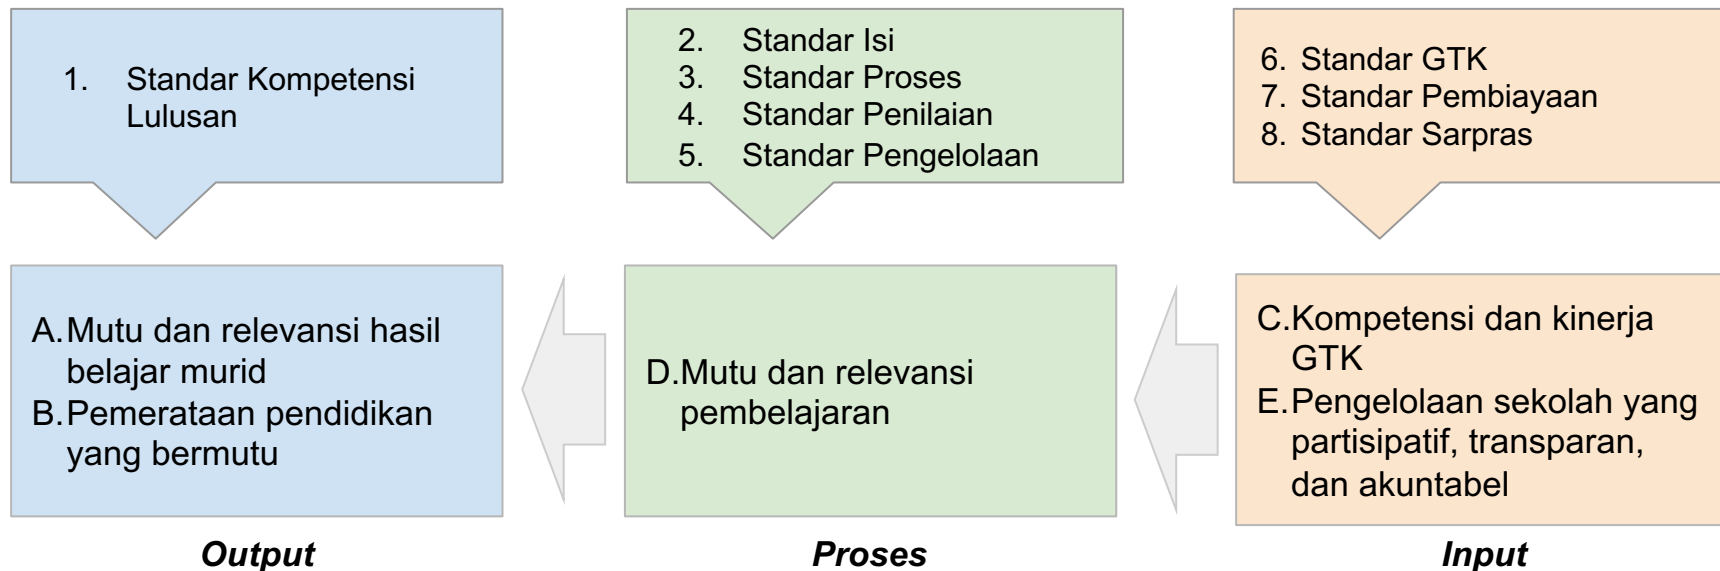 1. Standar Kompetensi
Lulusan
2. Standar Isi
3. Standar Proses
4. Standar Penilaian
5. Standar Pengelolaan
6. Standar GTK
7. Standar Pembiayaan
8. Standar Sarpras
A. Mutu dan relevansi hasil
belajar murid
B. Pemerataan pendidikan
yang bermutu
D. Mutu dan relevansi
pembelajaran
C. Kompetensi dan kinerja
GTK
E. Pengelolaan sekolah yang
partisipatif, transparan,
dan akuntabel
Output
Proses
Input